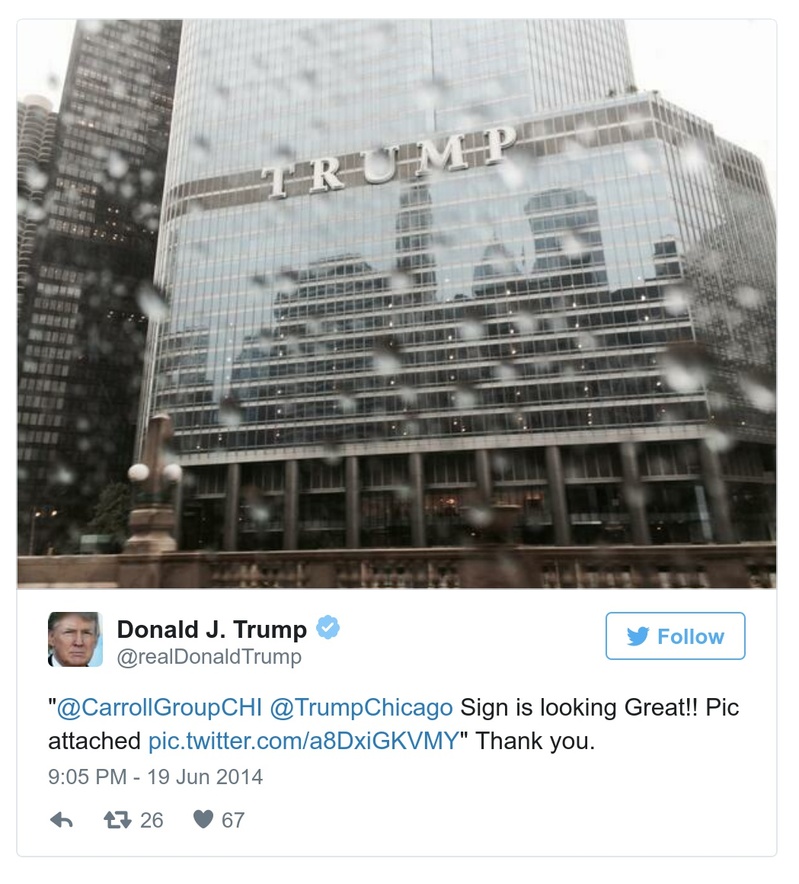 TRUMP
Donald J. Trump
@realDonaldTrump
Follow
"@CarrollGroupCHI @TrumpChicago Sign is looking Great!! Pic
attached pic.twitter.com/a8DxiGKVMY" Thank you.
9:05 PM - 19 Jun 2014
26 67